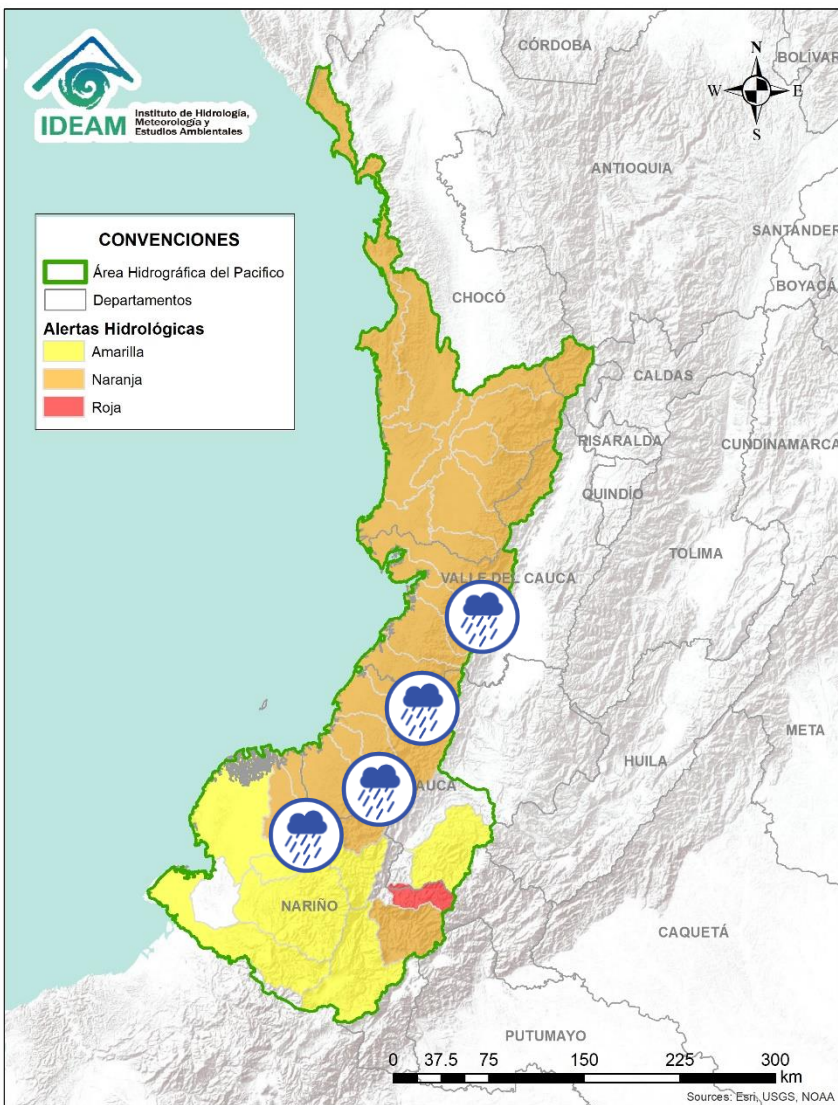 IDEAM
Instituto de Hidrología,
Meteorología y
Estudios Ambientales
CÓRDOBA
BOLÍVAR
N
W
E
S
ANTIOQUIA
SANTANDER
BOYACÁ
CONVENCIONES
Área Hidrográfica del Pacifico
Departamentos
Alertas Hidrológicas
Amarilla
Naranja
Roja
CHOCÓ
CALDAS
RISARALDA
CUNDINAMARCA
QUINDÍO
TOLIMA
VALLE DEL CAUCA
META
HUILA
AUCA
NARIÑO
CAQUETÁ
PUTUMAYO
0 37.5 75 150 225 300
km
Sources: Esri, USGS, NOAA